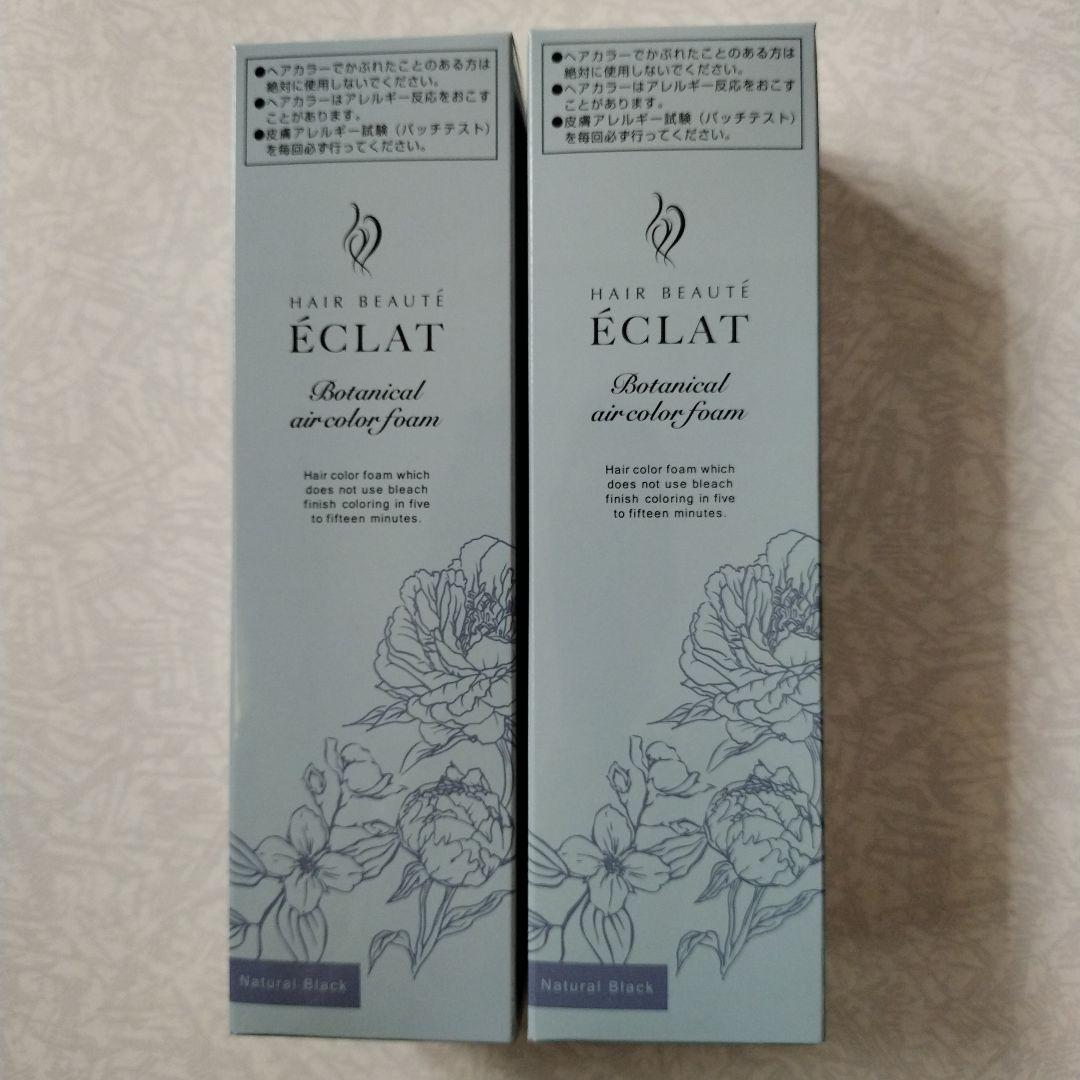 ●ヘアカラーでかぶれたことのある方は
絶対に使用しないでください。
●ヘアカラーはアレルギー反応をおこす
ことがあります。
●皮膚アレルギー試験（パッチテスト）
を毎回必ず行ってください。
HAIR BEAUTÉ
ÉCLAT
Botanical
air color foam
Hair color foam which
does not use bleach
finish coloring in five
to fifteen minutes.
Natural Black
●ヘアカラーでかぶれたことのある方は
絶対に使用しないでください。
●ヘアカラーはアレルギー反応をおこす
ことがあります。
●皮膚アレルギー試験（パッチテスト）
を毎回必ず行ってください。
HAIR BEAUTÉ
ÉCLAT
Botanical
air color foam
Hair color foam which
does not use bleach
finish coloring in five
to fifteen minutes.
Natural Black